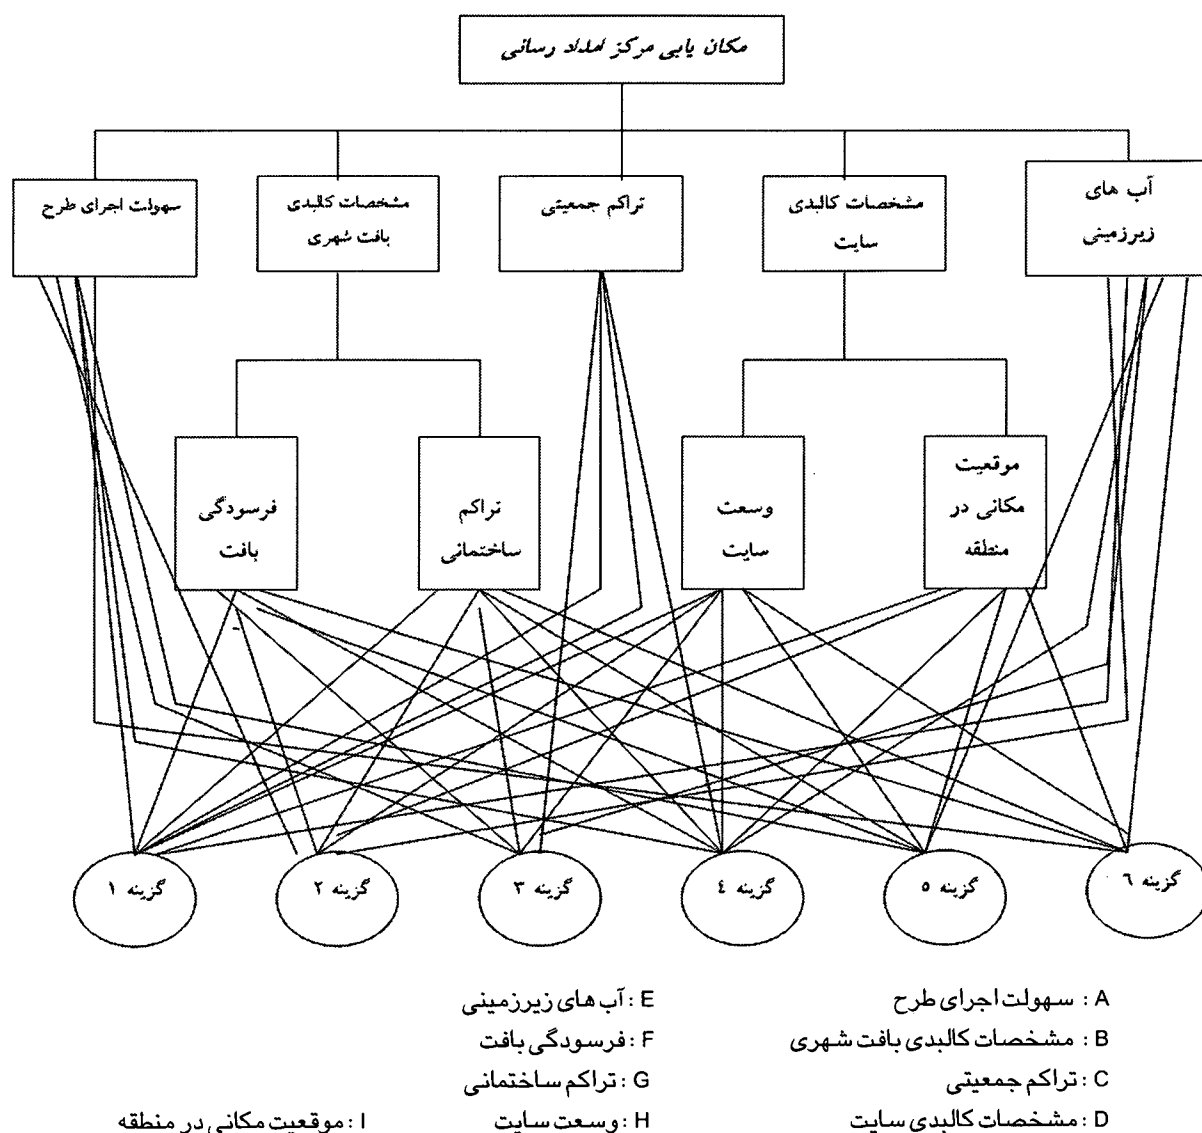 مکان یابی مرکز امداد رسانی
آب های
زیرزمینی
مشخصات کالبدی
سایت
تراکم جمعیتی
مشخصات کالبدی
بافت شهری
سهولت اجرای طرح
موقعیت
مکانی در
منطقه
وسعت
سایت
تراکم
ساختمانی
فرسودگی
بافت
گزینه ۱
گزینه ۲
گزینه ۳
گزینه ٤
گزینه ٥
گزینه ٦
A : سهولت اجرای طرح
B : مشخصات کالبدی بافت شهری
C : تراکم جمعیتی
D : مشخصات کالبدی سایت
E : آب های زیرزمینی
F : فرسودگی بافت
G : تراکم ساختمانی
H : وسعت سایت
I : موقعیت مکانی در منطقه